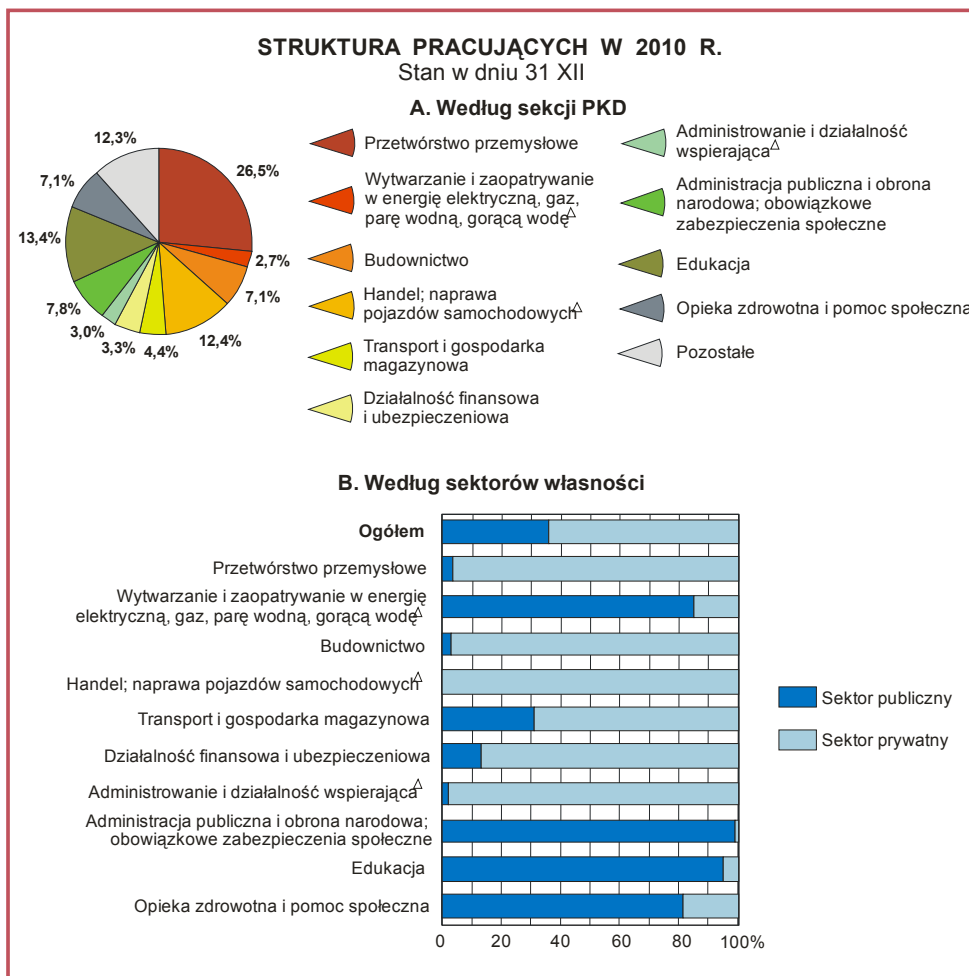 STRUKTURA PRACUJĄCYCH W 2010 R.
Stan w dniu 31 XII
A. Według sekcji PKD
12,3%
7,1%
13,4%
7,8%
3,0%
3,3%
4,4%
12,4%
7,1%
2,7%
26,5%
Przetwórstwo przemysłowe
Wytwarzanie i zaopatrywanie
w energię elektryczną, gaz,
parę wodną, gorącą wodę Δ
Budownictwo
Handel; naprawa
pojazdów samochodowych Δ
Transport i gospodarka
magazynowa
Działalność finansowa
i ubezpieczeniowa
Administrowanie i działalność
wspierająca Δ
Administracja publiczna i obrona
narodowa; obowiązkowe
zabezpieczenia społeczne
Edukacja
Opieka zdrowotna i pomoc społeczna
Pozostałe
B. Według sektorów własności
Ogółem
Przetwórstwo przemysłowe
Wytwarzanie i zaopatrywanie w energię
elektryczną, gaz, parę wodną, gorącą wodę Δ
Budownictwo
Handel; naprawa pojazdów samochodowych Δ
Transport i gospodarka magazynowa
Działalność finansowa i ubezpieczeniowa
Administrowanie i działalność wspierająca Δ
Administracja publiczna i obrona narodowa;
obowiązkowe zabezpieczenia społeczne
Edukacja
Opieka zdrowotna i pomoc społeczna
0 20 40 60 80 100%
Sektor publiczny
Sektor prywatny